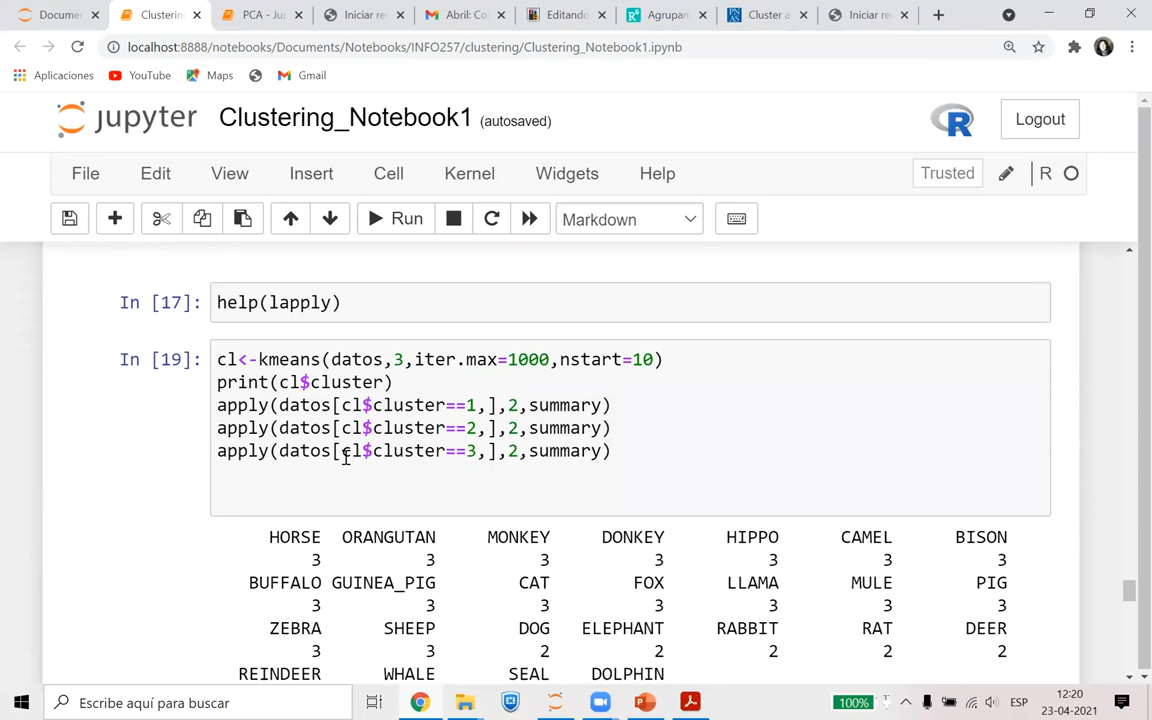 Documen
Clustering
PCA - Jup
Iniciar re
Abril: Co
Editando
Agrupam
Cluster a
Iniciar re
localhost:8888/notebooks/Documents/Notebooks/INFO257/clustering/Clustering_Notebook1.ipynb
Aplicaciones YouTube Maps Gmail
jupyter Clustering_Notebook1 (autosaved) R Logout
File Edit View Insert Cell Kernel Widgets Help Trusted R
Run Markdown
In [17]: help(lapply)
In [19]: cl<-kmeans(datos,3,iter.max=1000,nstart=10)
print(cl$cluster)
apply(datos[cl$cluster==1,],2,summary)
apply(datos[cl$cluster==2,],2,summary)
apply(datos[cl$cluster==3,],2,summary)
HORSE ORANGUTAN MONKEY DONKEY HIPPO CAMEL BISON
3 3 3 3 3 3 3
BUFFALO GUINEA_PIG CAT FOX LLAMA MULE PIG
3 3 3 3 3 3 3
ZEBRA SHEEP DOG ELEPHANT RABBIT RAT DEER
3 3 2 2 2 2 2
REINDEER WHALE SEAL DOLPHIN
Escribe aquí para buscar 100% ESP 12:20
23-04-2021